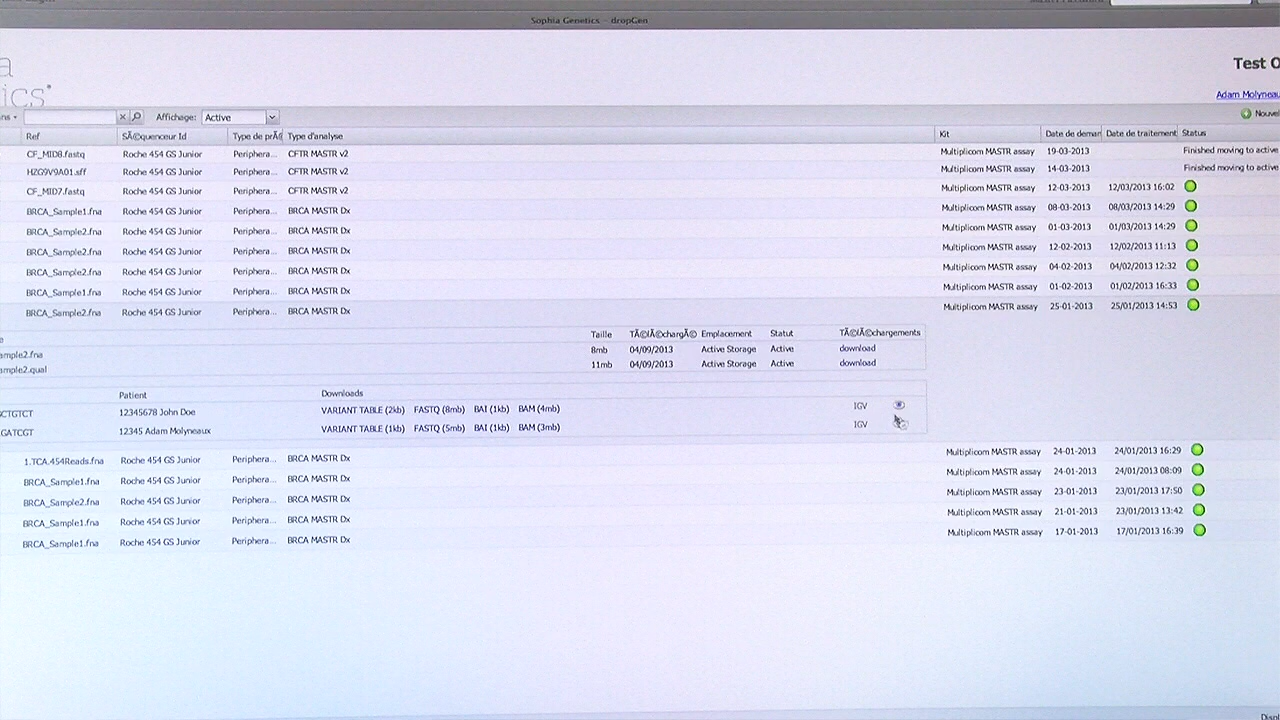 Sophia Genetics - dropGen
a
ics*
Test O
Adam Molyneau
ns
Affichage: Active
Nouvel
Ref SÃ©quenceur Id Type de prÃ© Type d'analyse Kit Date de deman Date de traitement Status
CF_MID8.fastq Roche 454 GS Junior Periphera... CFTR MASTR v2 Multiplicom MASTR assay 19-03-2013 Finished moving to active
HZG9V9A01.sff Roche 454 GS Junior Periphera... CFTR MASTR v2 Multiplicom MASTR assay 14-03-2013 Finished moving to active
CF_MID7.fastq Roche 454 GS Junior Periphera... CFTR MASTR v2 Multiplicom MASTR assay 12-03-2013 12/03/2013 16:02
BRCA_Sample1.fna Roche 454 GS Junior Periphera... BRCA MASTR Dx Multiplicom MASTR assay 08-03-2013 08/03/2013 14:29
BRCA_Sample2.fna Roche 454 GS Junior Periphera... BRCA MASTR Dx Multiplicom MASTR assay 01-03-2013 01/03/2013 14:29
BRCA_Sample2.fna Roche 454 GS Junior Periphera... BRCA MASTR Dx Multiplicom MASTR assay 12-02-2013 12/02/2013 11:13
BRCA_Sample2.fna Roche 454 GS Junior Periphera... BRCA MASTR Dx Multiplicom MASTR assay 04-02-2013 04/02/2013 12:32
BRCA_Sample1.fna Roche 454 GS Junior Periphera... BRCA MASTR Dx Multiplicom MASTR assay 01-02-2013 01/02/2013 16:33
BRCA_Sample2.fna Roche 454 GS Junior Periphera... BRCA MASTR Dx Multiplicom MASTR assay 25-01-2013 25/01/2013 14:53
Taille TÃ©lÃ©chargÃ© Emplacement Statut TÃ©lÃ©chargements
ample2.fna 8mb 04/09/2013 Active Storage Active download
ample2.qual 11mb 04/09/2013 Active Storage Active download
Patient Downloads
CTGTCT 12345678 John Doe VARIANT TABLE (2kb) FASTQ (8mb) BAI (1kb) BAM (4mb) IGV
GATCGT 12345 Adam Molyneaux VARIANT TABLE (1kb) FASTQ (5mb) BAI (1kb) BAM (3mb) IGV
1.TCA.454Reads.fna Roche 454 GS Junior Periphera... BRCA MASTR Dx Multiplicom MASTR assay 24-01-2013 24/01/2013 16:29
BRCA_Sample1.fna Roche 454 GS Junior Periphera... BRCA MASTR Dx Multiplicom MASTR assay 24-01-2013 24/01/2013 08:09
BRCA_Sample2.fna Roche 454 GS Junior Periphera... BRCA MASTR Dx Multiplicom MASTR assay 23-01-2013 23/01/2013 17:50
BRCA_Sample1.fna Roche 454 GS Junior Periphera... BRCA MASTR Dx Multiplicom MASTR assay 21-01-2013 23/01/2013 13:42
BRCA_Sample1.fna Roche 454 GS Junior Periphera... BRCA MASTR Dx Multiplicom MASTR assay 17-01-2013 17/01/2013 16:39
Displ